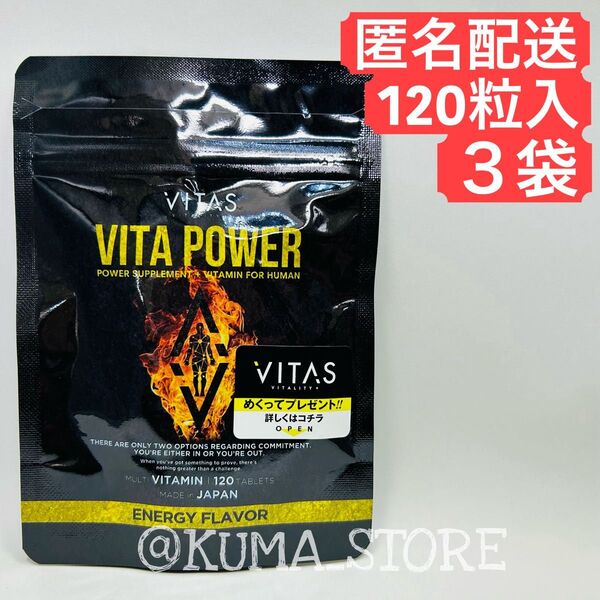 匿名配送
120粒入
３袋
VITAS
VITA POWER
POWER SUPPLEMENT + VITAMIN FOR HUMAN
VITAS
VITALITY+
めくってプレゼント!!
詳しくはコチラ
OPEN
THERE ARE ONLY TWO OPTIONS REGARDING COMMITMENT.
YOU'RE EITHER IN OR YOU'RE OUT.
When you've got something to prove, there's
nothing greater than a challenge.
MULTI VITAMIN | 120 TABLETS
MADE in JAPAN
ENERGY FLAVOR
@KUMA_STORE